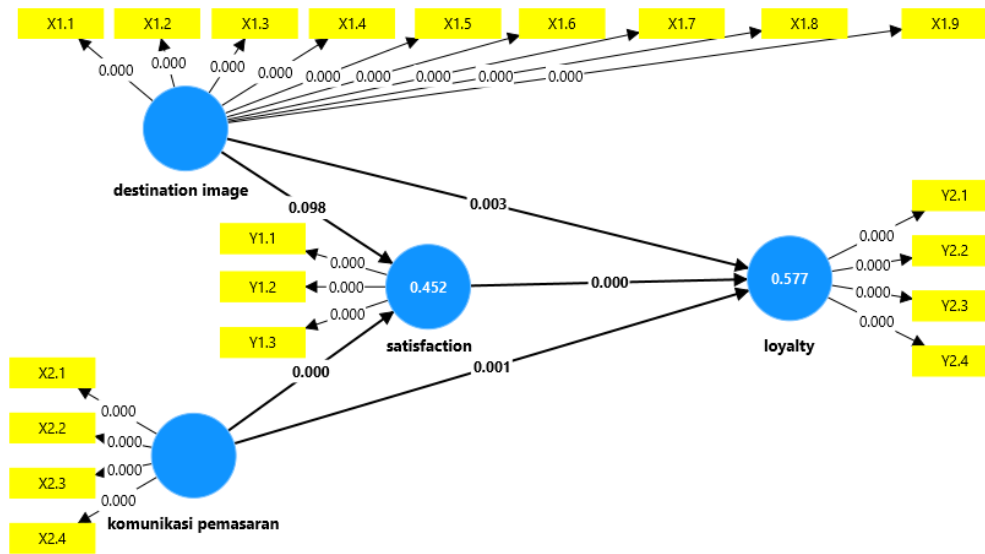 X1.1 X1.2 X1.3 X1.4 X1.5 X1.6 X1.7 X1.8 X1.9
0.000 0.000 0.000 0.000 0.000 0.000 0.000 0.000 0.000
destination image
0.098
0.003
Y1.1
Y1.2
Y1.3
0.000
0.000
0.000
0.452
satisfaction
0.000
0.577
loyalty
Y2.1
Y2.2
Y2.3
Y2.4
0.000
0.000
0.000
0.000
0.000
0.001
X2.1
X2.2
X2.3
X2.4
0.000
0.000
0.000
0.000
komunikasi pemasaran